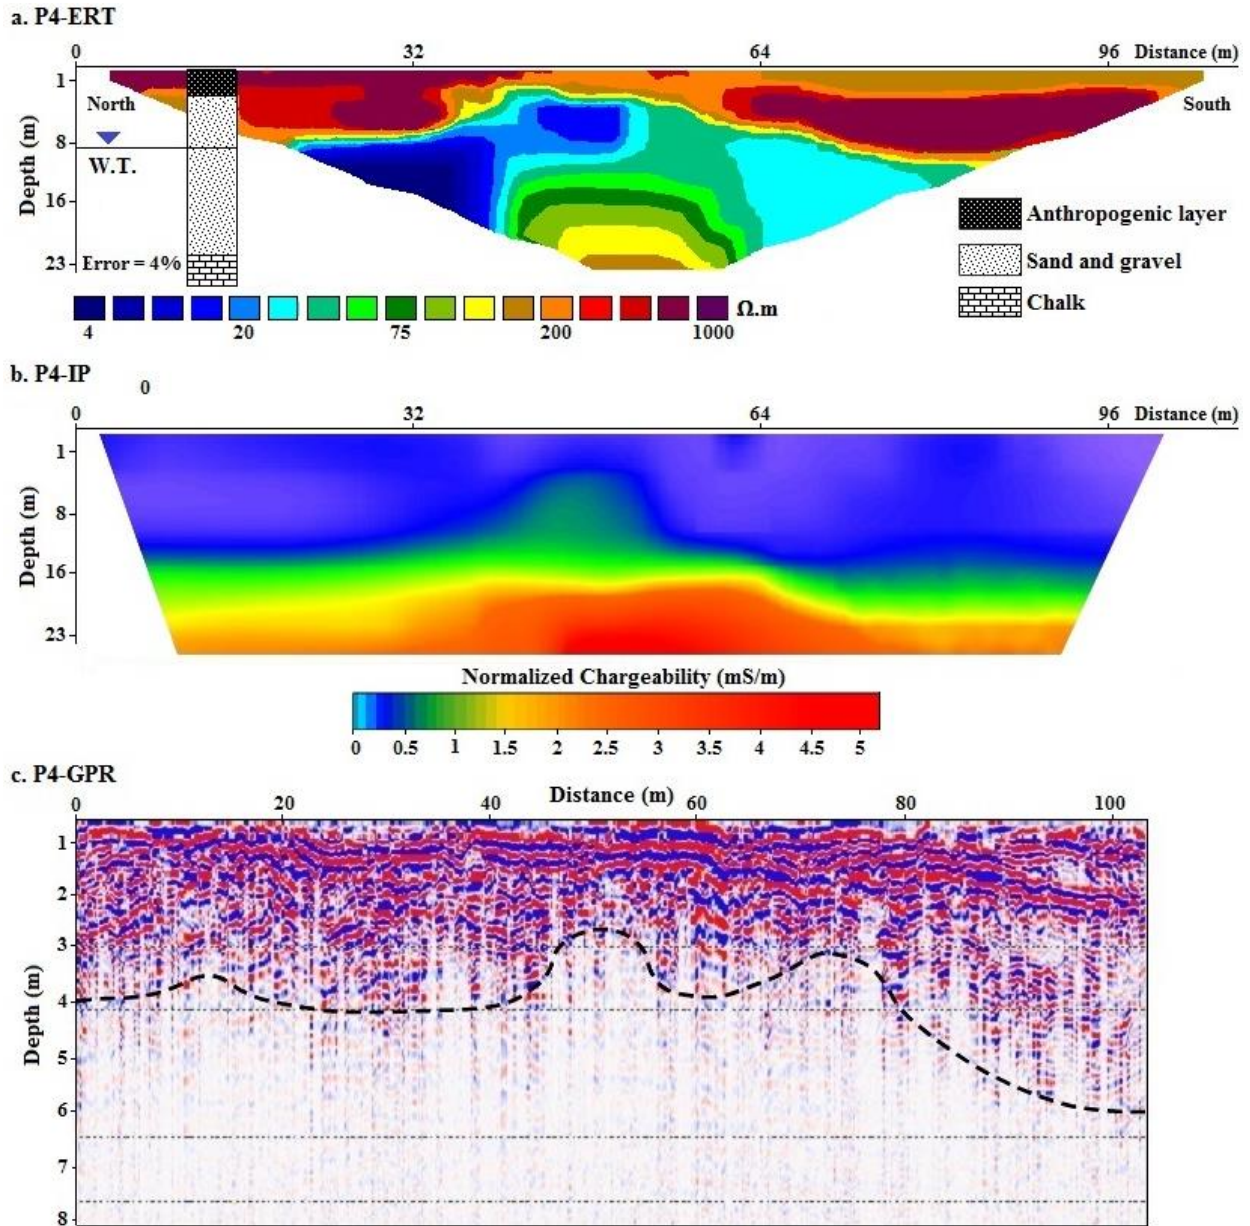 a. P4-ERT
0 32 64 96 Distance (m)
1
North
South
8
W.T.
16
23
Depth (m)
Error = 4%
Anthropogenic layer
Sand and gravel
Chalk
Ω.m
4 20 75 200 1000
b. P4-IP
0
0 32 64 96 Distance (m)
1
8
16
23
Depth (m)
Normalized Chargeability (mS/m)
0 0.5 1 1.5 2 2.5 3 3.5 4 4.5 5
c. P4-GPR
Distance (m)
0 20 40 60 80 100
1
2
3
4
5
6
7
8
Depth (m)